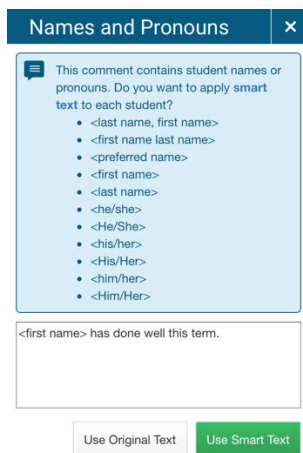 Names and Pronouns ×
This comment contains student names or
pronouns. Do you want to apply smart
text to each student?
• <last name, first name>
• <first name last name>
• <preferred name>
• <first name>
• <last name>
• <he/she>
• <He/She>
• <his/her>
• <His/Her>
• <him/her>
• <Him/Her>
<first name> has done well this term.
Use Original Text Use Smart Text